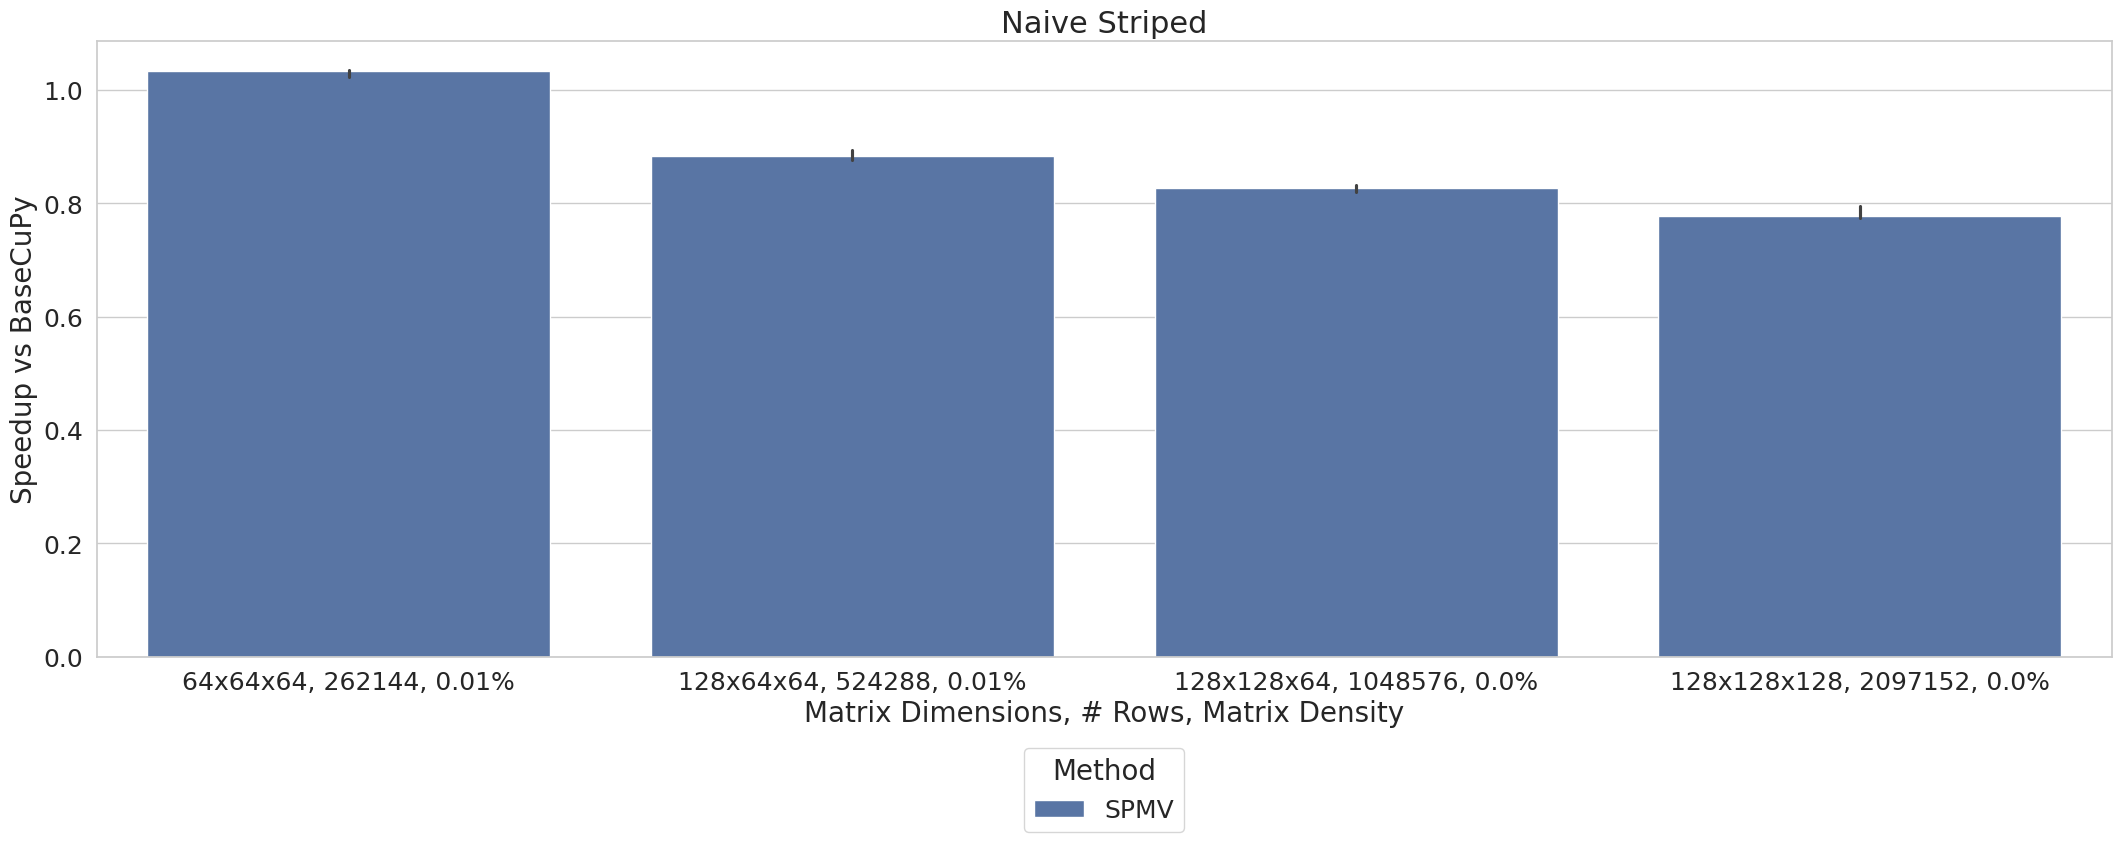 Naive Striped
Speedup vs BaseCuPy
1.0
0.8
0.6
0.4
0.2
0.0
64x64x64, 262144, 0.01%
128x64x64, 524288, 0.01%
128x128x64, 1048576, 0.0%
128x128x128, 2097152, 0.0%
Matrix Dimensions, # Rows, Matrix Density
Method
SPMV